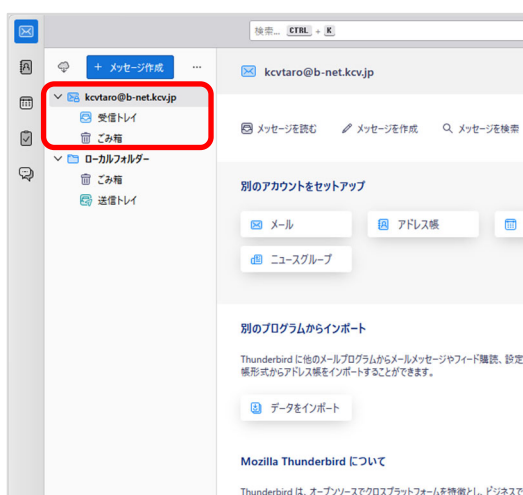 検索... CTRL + K
+ メッセージ作成 ...
kcvtaro@b-net.kcv.jp
受信トレイ
ごみ箱
ローカルフォルダー
ごみ箱
送信トレイ
kcvtaro@b-net.kcv.jp
メッセージを読む メッセージを作成 メッセージを検索
別のアカウントをセットアップ
メール アドレス帳
ニュースグループ
別のプログラムからインポート
Thunderbird に他のメールプログラムからメールメッセージやフィード購読、設定
帳形式からアドレス帳をインポートすることができます。
データをインポート
Mozilla Thunderbird について
Thunderbird は、オープンソースでクロスプラットフォームを特徴とし、ビジネスで